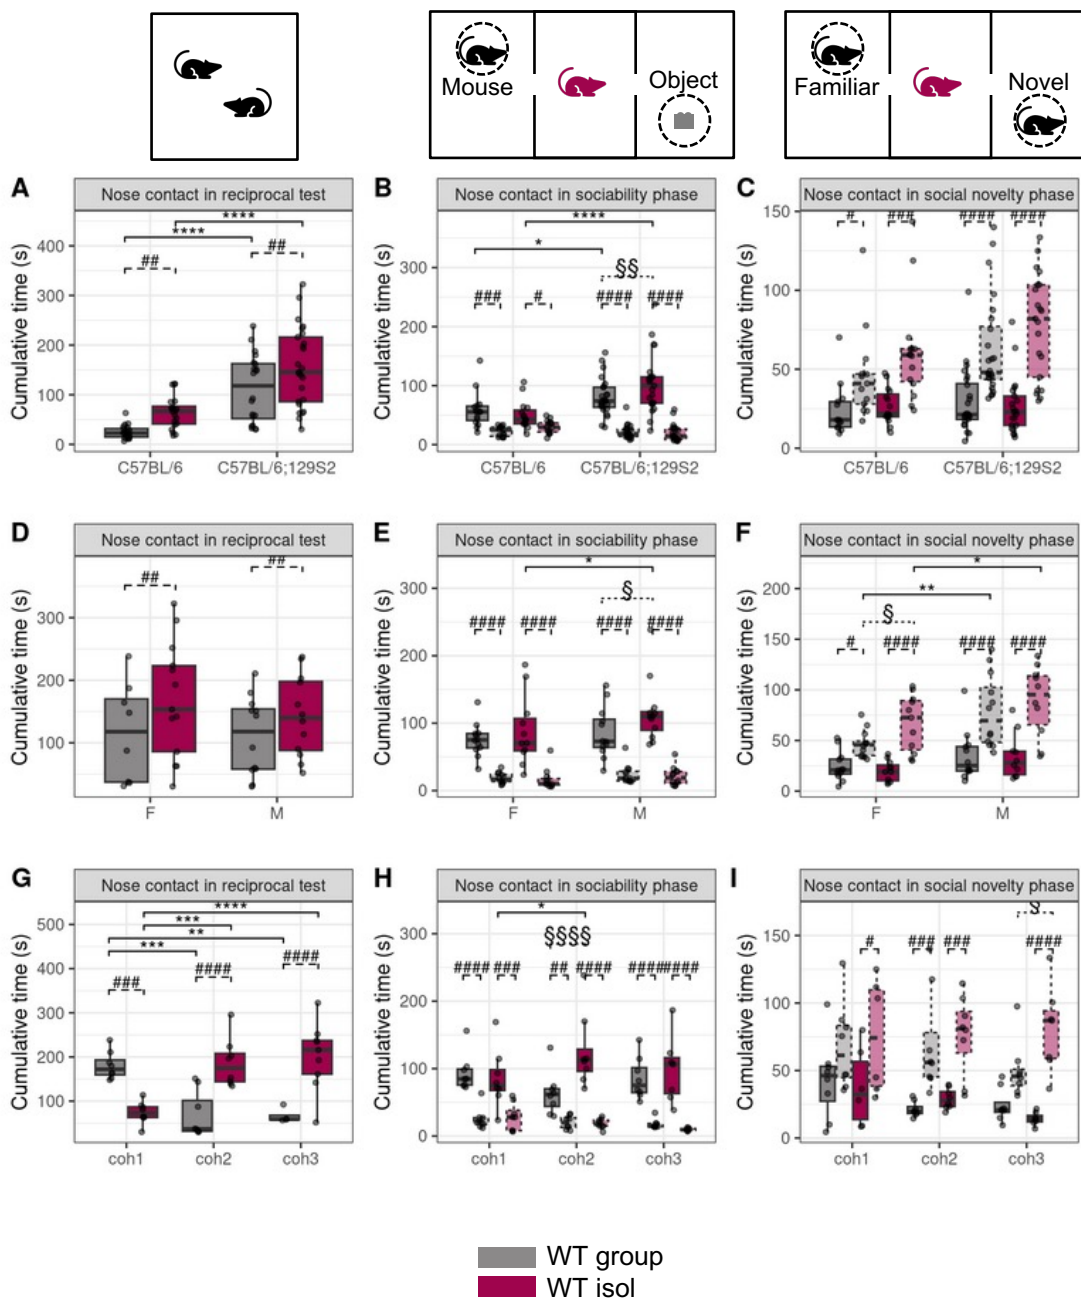 Mouse
Object
Familiar
Novel
A
Nose contact in reciprocal test
Cumulative time (s)
400
300
200
100
0
****
****
##
##
C57BL/6
C57BL/6;129S2
B
Nose contact in sociability phase
Cumulative time (s)
300
200
100
0
****
*
§§
###
#
####
####
C57BL/6
C57BL/6;129S2
C
Nose contact in social novelty phase
Cumulative time (s)
150
100
50
0
#
###
####
####
C57BL/6
C57BL/6;129S2
D
Nose contact in reciprocal test
Cumulative time (s)
300
200
100
##
##
F
M
E
Nose contact in sociability phase
Cumulative time (s)
300
200
100
0
*
§
####
####
####
####
F
M
F
Nose contact in social novelty phase
Cumulative time (s)
200
150
100
50
0
*
**
§
#
####
####
####
F
M
G
Nose contact in reciprocal test
Cumulative time (s)
500
400
300
200
100
****
***
**
***
###
####
####
coh1
coh2
coh3
H
Nose contact in sociability phase
Cumulative time (s)
300
200
100
0
*
§§§§
####
###
##
####
####
####
coh1
coh2
coh3
I
Nose contact in social novelty phase
Cumulative time (s)
150
100
50
0
§
#
###
###
####
coh1
coh2
coh3
WT group
WT isol